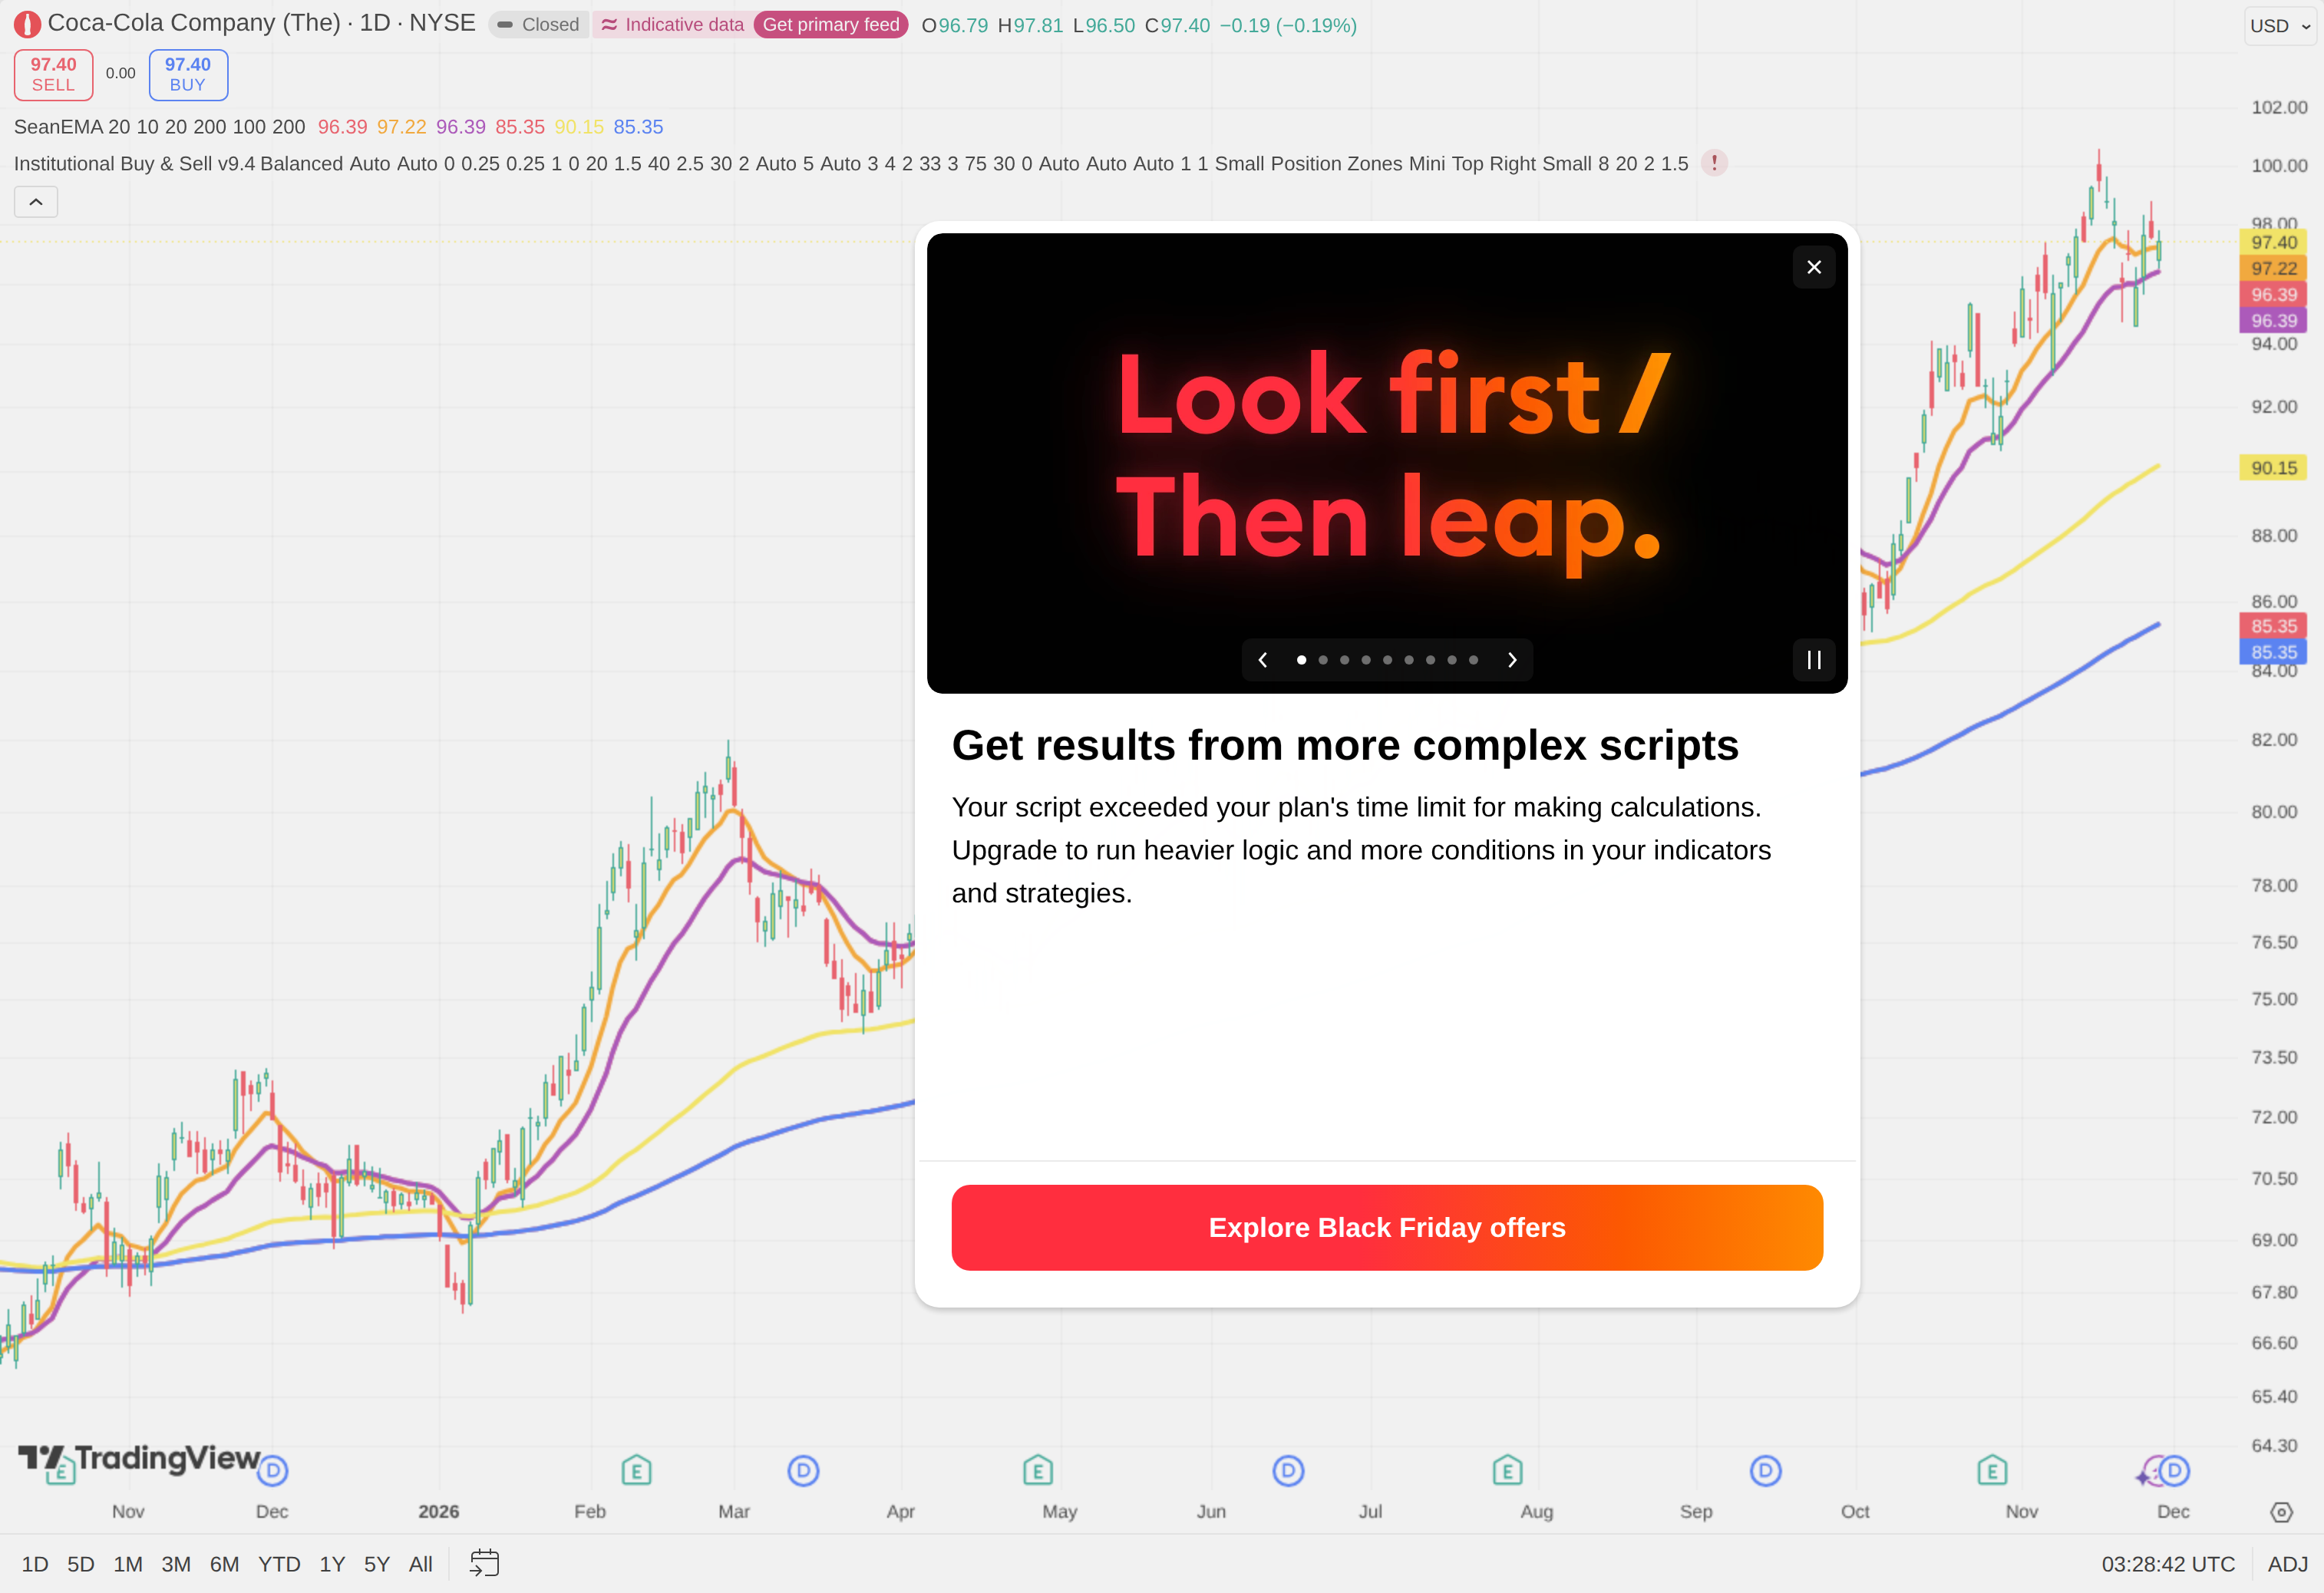 Coca-Cola Company (The) · 1D · NYSE Closed Indicative data Get primary feed O96.79 H97.81 L96.50 C97.40 −0.19 (−0.19%)
USD
97.40 SELL 0.00 97.40 BUY
SeanEMA 20 10 20 200 100 200 96.39 97.22 96.39 85.35 90.15 85.35
Institutional Buy & Sell v9.4 Balanced Auto Auto 0 0.25 0.25 1 0 20 1.5 40 2.5 30 2 Auto 5 Auto 3 4 2 33 3 75 30 0 Auto Auto Auto 1 1 Small Position Zones Mini Top Right Small 8 20 2 1.5
Look first /
Then leap.
Get results from more complex scripts
Your script exceeded your plan's time limit for making calculations.
Upgrade to run heavier logic and more conditions in your indicators
and strategies.
Explore Black Friday offers
102.00
100.00
98.00
97.40
97.22
96.39
96.39
94.00
92.00
90.15
88.00
86.00
85.35
85.35
84.00
82.00
80.00
78.00
76.50
75.00
73.50
72.00
70.50
69.00
67.80
66.60
65.40
64.30
TradingView
E D E D E D E D E D
Nov Dec 2026 Feb Mar Apr May Jun Jul Aug Sep Oct Nov Dec
1D 5D 1M 3M 6M YTD 1Y 5Y All 03:28:42 UTC ADJ